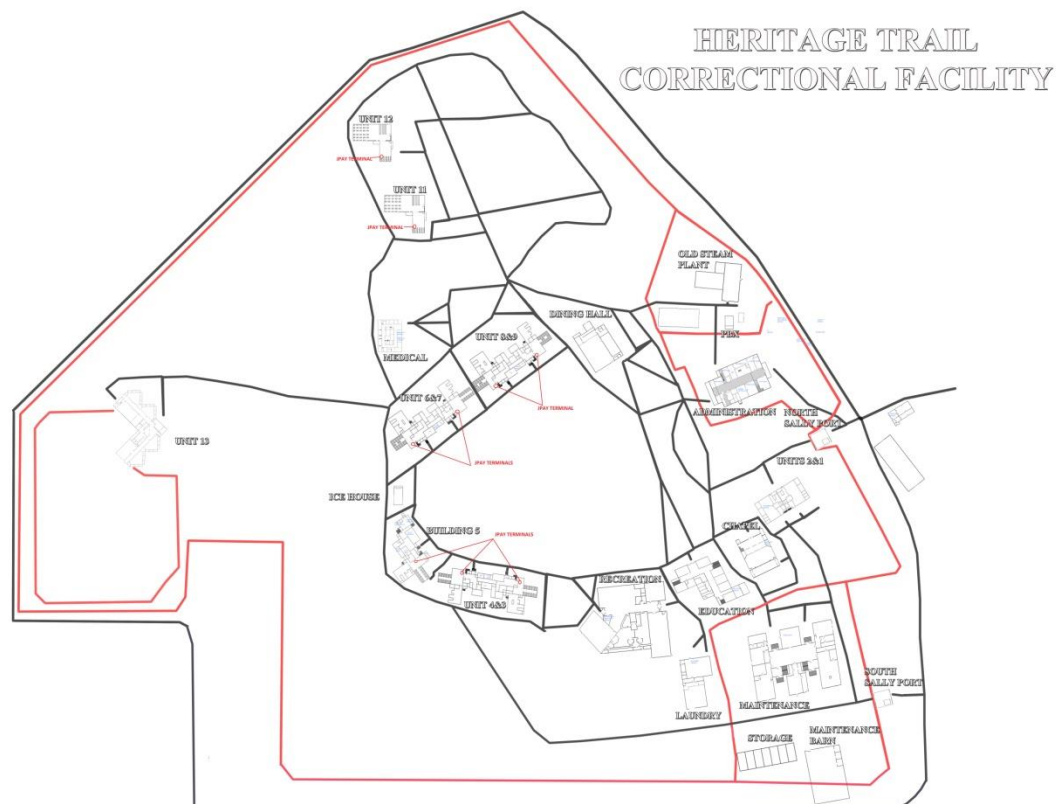 HERITAGE TRAIL
CORRECTIONAL FACILITY
UNIT 12
JPAY TERMINAL
UNIT 11
JPAY TERMINAL
OLD STEAM
PLANT
DINING HALL
PBX
UNIT 8&9
MEDICAL
UNIT 6&7
JPAY TERMINAL
ADMINISTRATION
NORTH
SALLY PORT
UNIT 13
JPAY TERMINALS
UNITS 2&1
ICE HOUSE
BUILDING 5
JPAY TERMINALS
CHAPEL
RECREATION
UNIT 4&3
EDUCATION
SOUTH
SALLY PORT
LAUNDRY
MAINTENANCE
STORAGE
MAINTENANCE
BARN